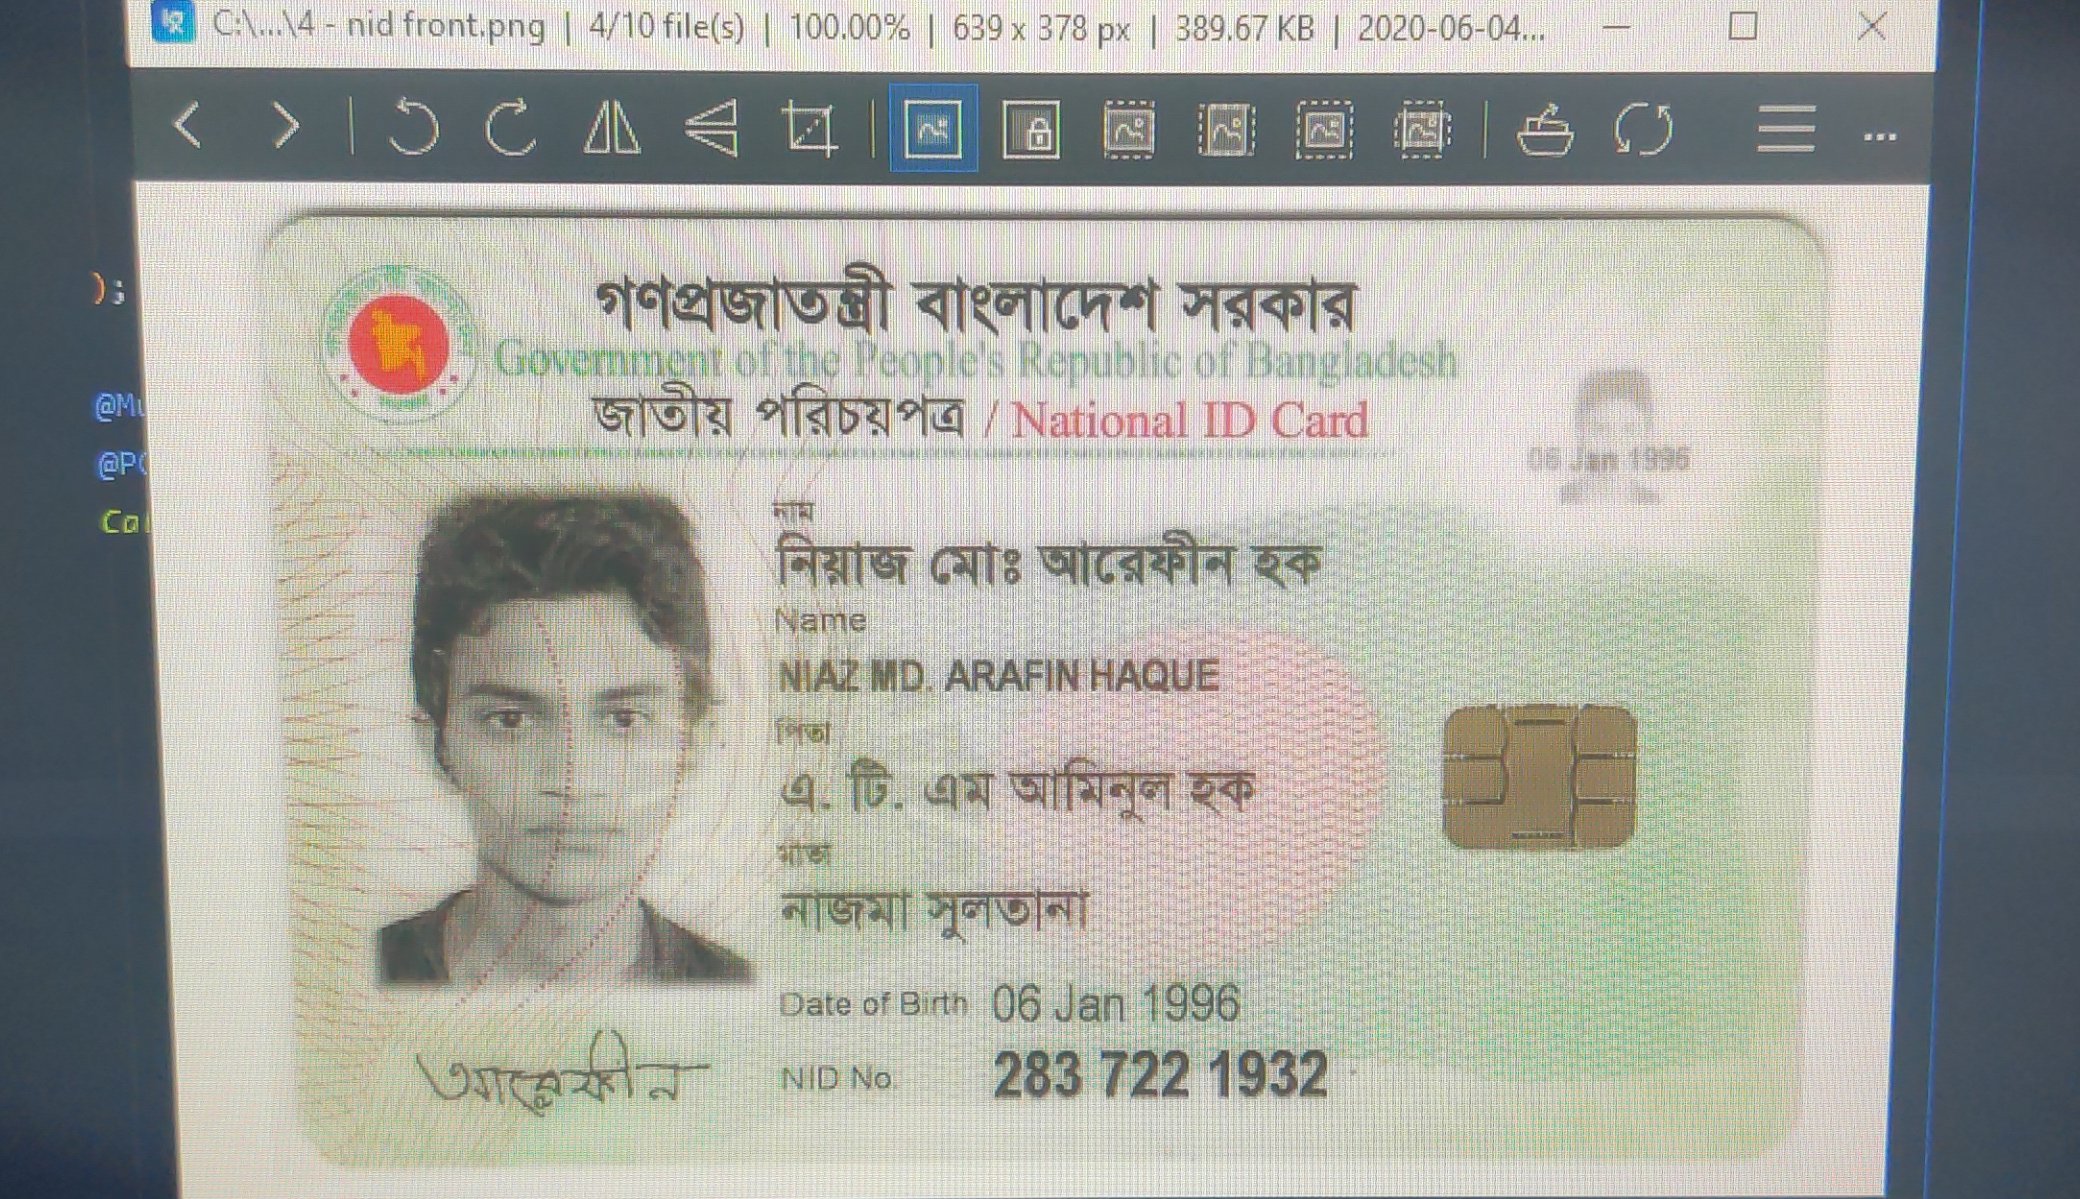 C:\...\4 - nid front.png | 4/10 file(s) | 100.00% | 639 x 378 px | 389.67 KB | 2020-06-04...
);
@Mu
@PO
Cal
গণপ্রজাতন্ত্রী বাংলাদেশ সরকার
Government of the People's Republic of Bangladesh
জাতীয় পরিচয়পত্র / National ID Card
06 Jan 1996
নাম
নিয়াজ মোঃ আরেফীন হক
Name
NIAZ MD. ARAFIN HAQUE
পিতা
এ. টি. এম আমিনুল হক
মাতা
নাজমা সুলতানা
Date of Birth 06 Jan 1996
আরেফীন
NID No. 283 722 1932